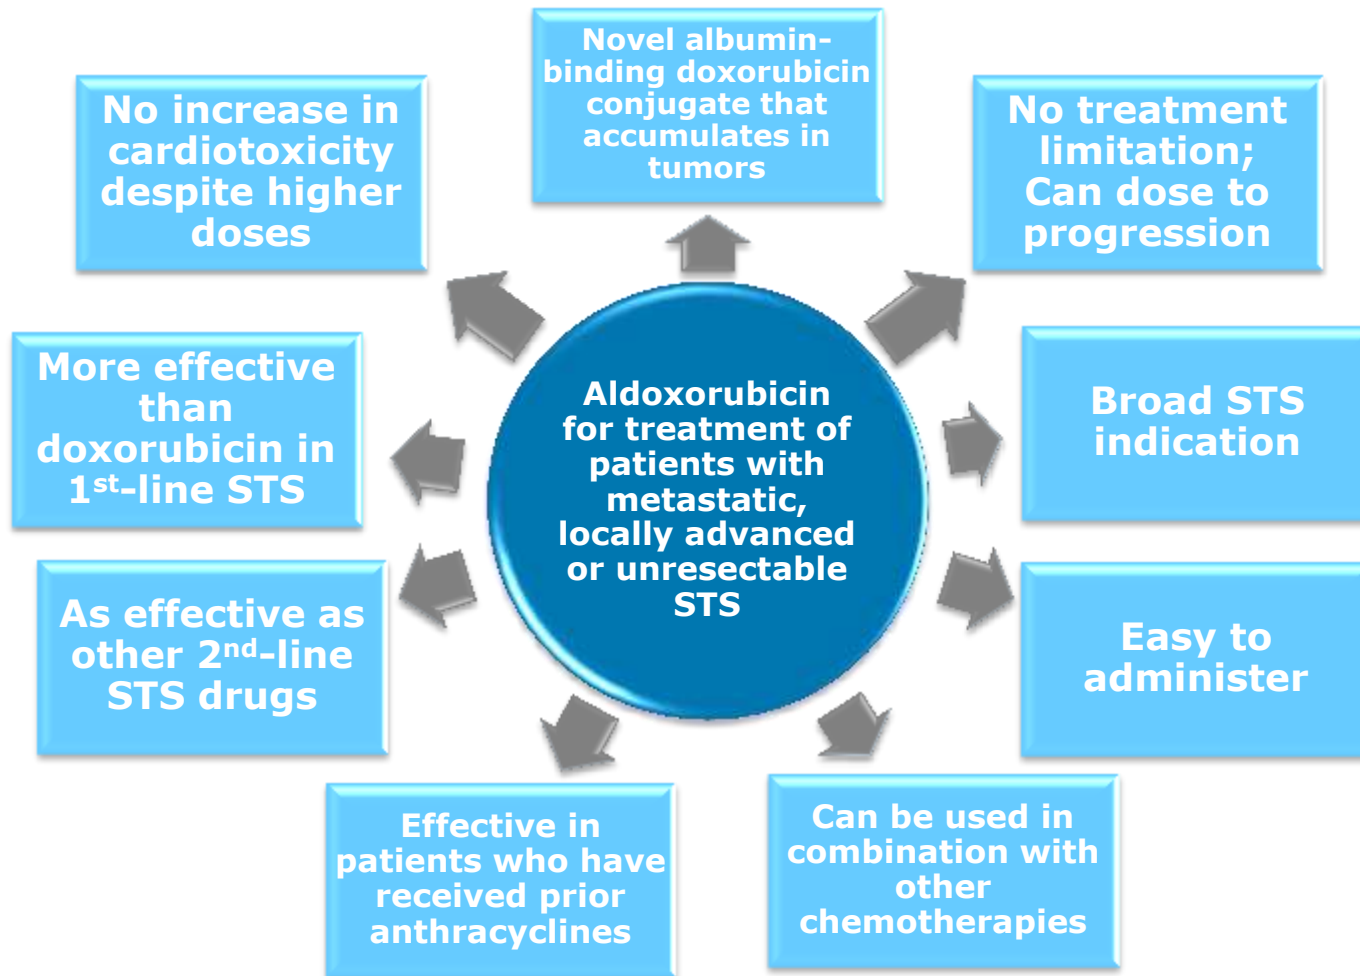 Novel albumin-
binding doxorubicin
conjugate that
accumulates in
tumors
No increase in
cardiotoxicity
despite higher
doses
No treatment
limitation;
Can dose to
progression
More effective
than
doxorubicin in
1st-line STS
Aldoxorubicin
for treatment of
patients with
metastatic,
locally advanced
or unresectable
STS
Broad STS
indication
As effective as
other 2nd-line
STS drugs
Easy to
administer
Effective in
patients who have
received prior
anthracyclines
Can be used in
combination with
other
chemotherapies